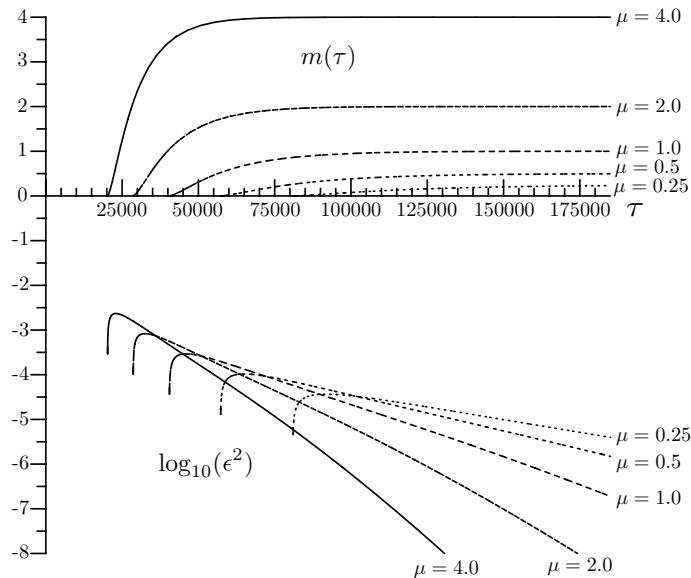 4
μ = 4.0
m(τ)
3
2
μ = 2.0
1
μ = 1.0
μ = 0.5
μ = 0.25
0
25000 50000 75000 100000 125000 150000 175000 τ
-1
-2
-3
-4
-5
μ = 0.25
μ = 0.5
-6
log₁₀(ϵ²)
μ = 1.0
-7
-8
μ = 4.0
μ = 2.0